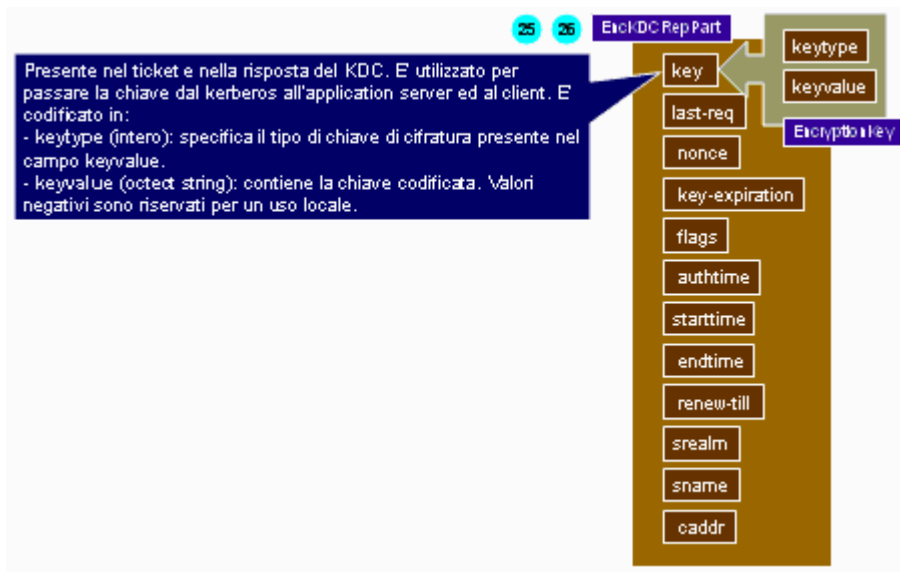 25 26 EncKDCRepPart
Presente nel ticket e nella risposta del KDC. E' utilizzato per
passare la chiave dal kerberos all'application server ed al client. E'
codificato in:
- keytype (intero): specifica il tipo di chiave di cifratura presente nel
campo keyvalue.
- keyvalue (octect string): contiene la chiave codificata. Valori
negativi sono riservati per un uso locale.
key
keytype
keyvalue
EncryptionKey
last-req
nonce
key-expiration
flags
authtime
starttime
endtime
renew-till
srealm
sname
caddr